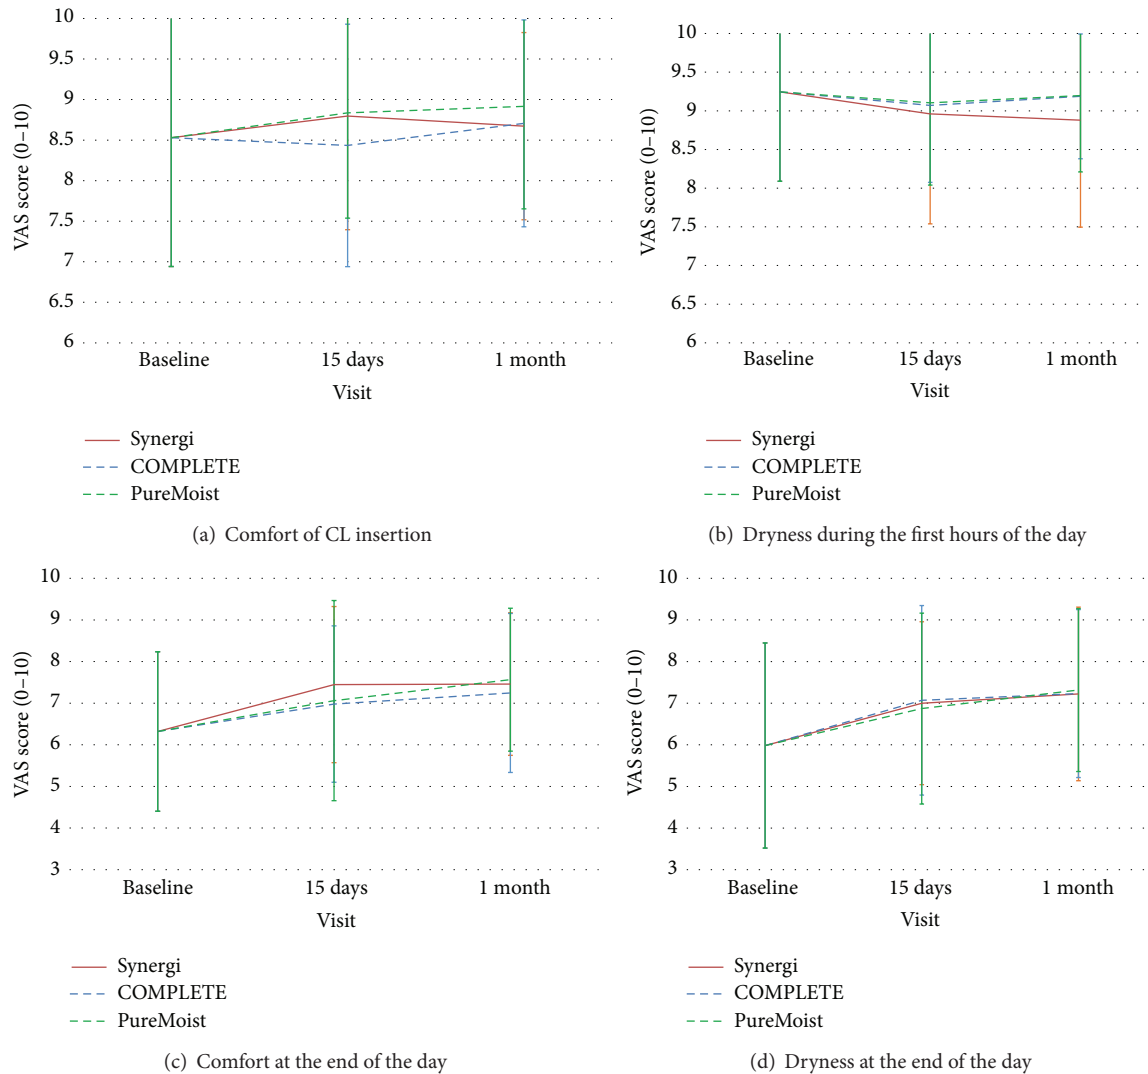 10
9.5
9
8.5
8
7.5
7
6.5
6
VAS score (0–10)
Baseline 15 days 1 month
Visit
Synergi
COMPLETE
PureMoist
(a) Comfort of CL insertion
10
9.5
9
8.5
8
7.5
7
6.5
6
VAS score (0–10)
Baseline 15 days 1 month
Visit
Synergi
COMPLETE
PureMoist
(b) Dryness during the first hours of the day
10
9
8
7
6
5
4
3
VAS score (0–10)
Baseline 15 days 1 month
Visit
Synergi
COMPLETE
PureMoist
(c) Comfort at the end of the day
10
9
8
7
6
5
4
3
VAS score (0–10)
Baseline 15 days 1 month
Visit
Synergi
COMPLETE
PureMoist
(d) Dryness at the end of the day